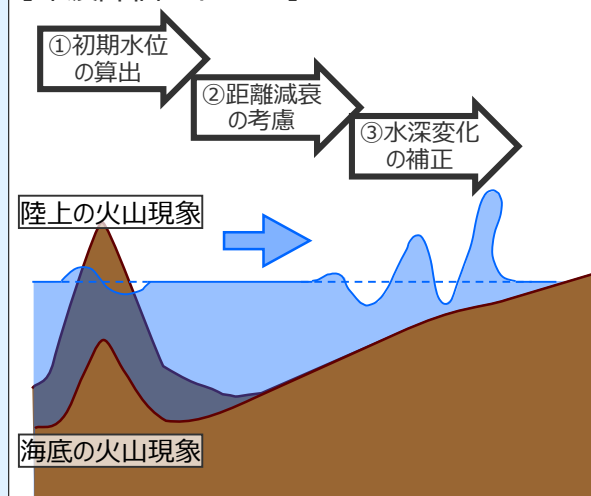 ①初期水位
の算出
②距離減衰
の考慮
③水深変化
の補正
陸上の火山現象
海底の火山現象